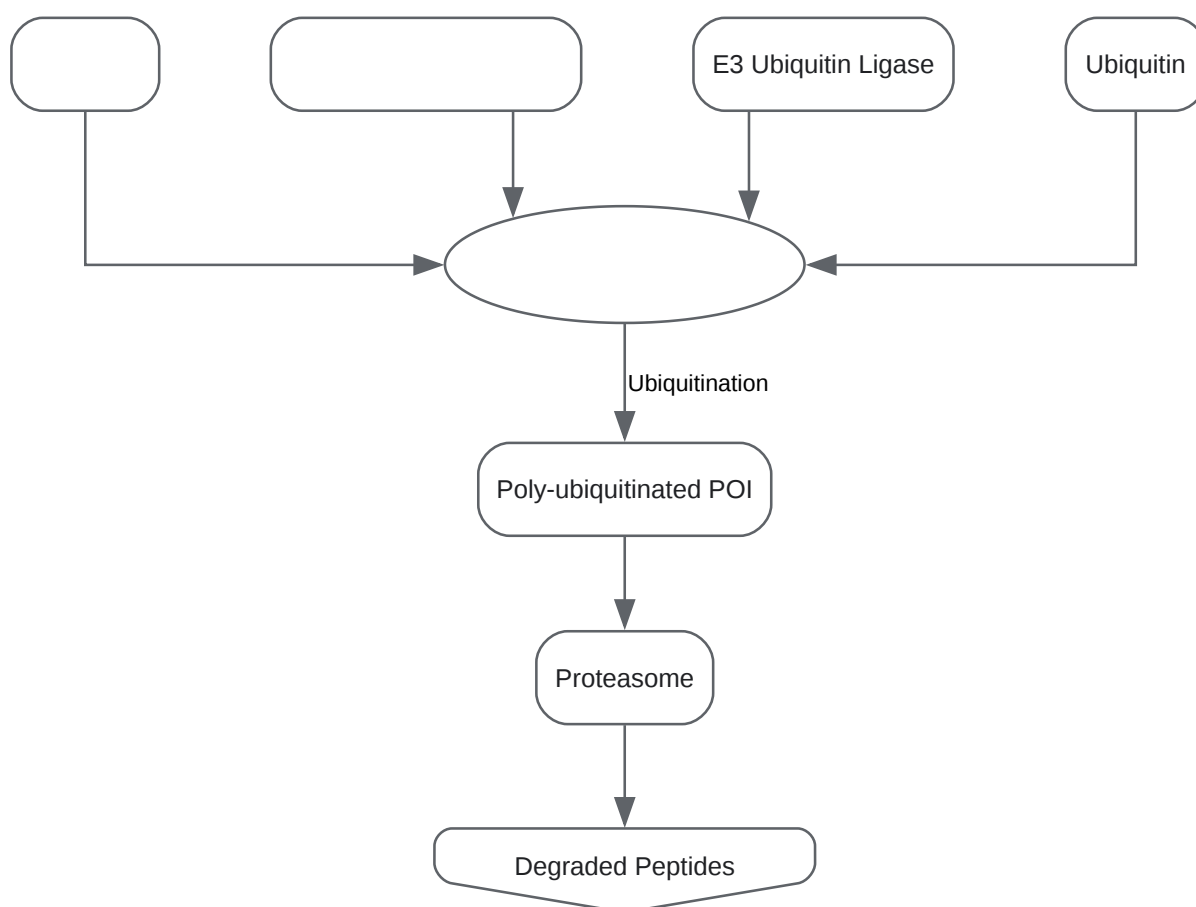 E3 Ubiquitin Ligase
Ubiquitin
Ubiquitination
Poly-ubiquitinated POI
Proteasome
Degraded Peptides